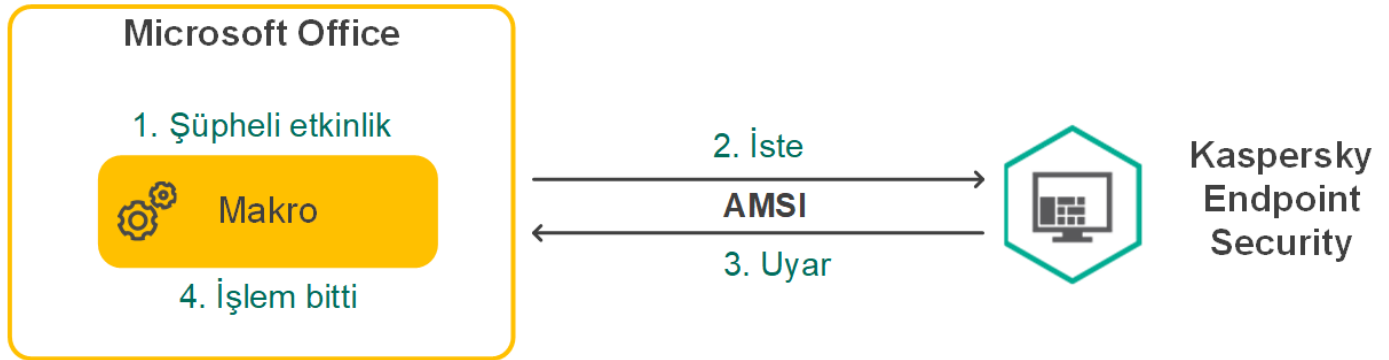 Microsoft Office
1. Şüpheli etkinlik
Makro
4. İşlem bitti
2. İste
AMSI
3. Uyar
Kaspersky
Endpoint
Security